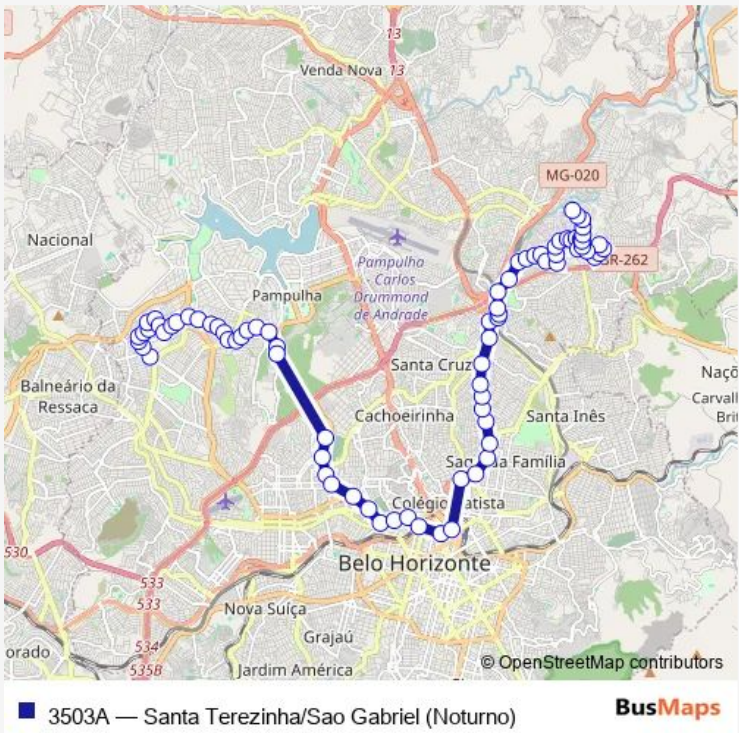 13
Venda Nova 13
MG-020
Nacional
BR-262
Pampulha
- Carlos
Drummond
de Andrade
Pampulha
Santa Cruz
Naçõ
Balneário da
Ressaca
Cachoeirinha
Santa Inês
Carvall
Brit
Sag da Família
Colégio Batista
530
Belo Horizonte
533
533
Nova Suíça
Grajaú
orado
534
535B
Jardim América
© OpenStreetMap contributors
3503A — Santa Terezinha/Sao Gabriel (Noturno)
BusMaps